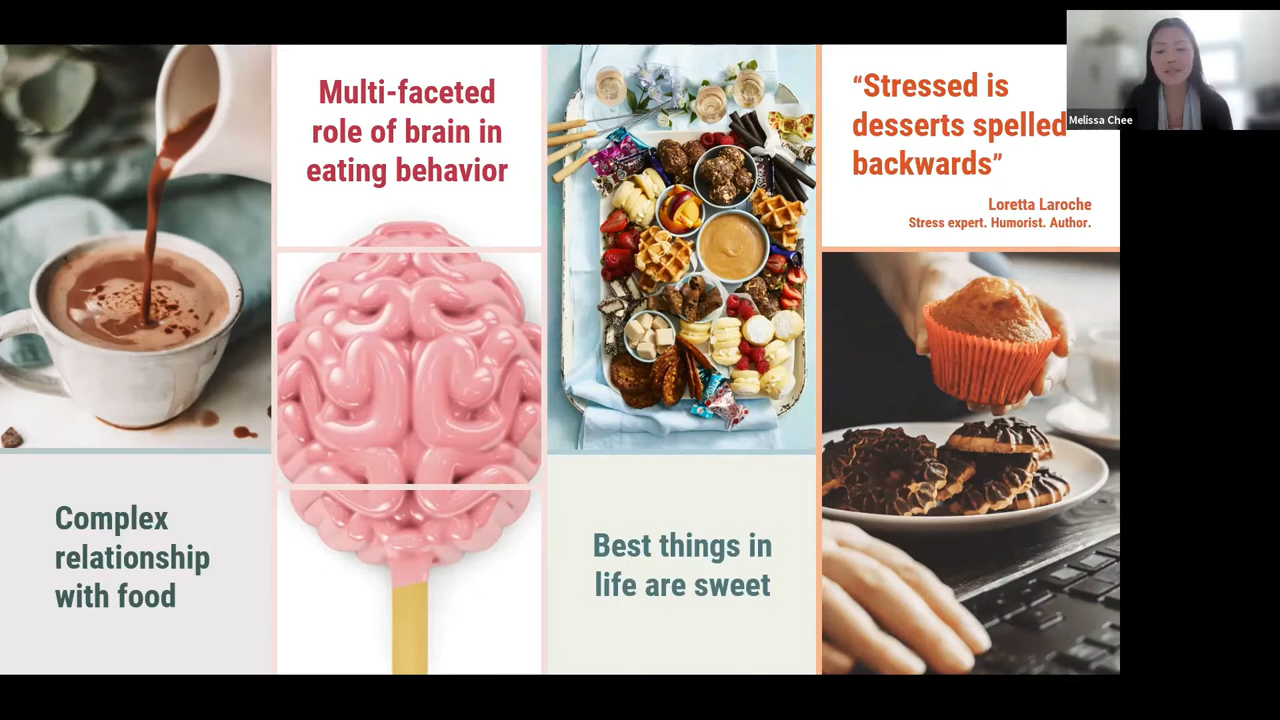 Multi-faceted
role of brain in
eating behavior
“Stressed is
desserts spelled
backwards”
Loretta Laroche
Stress expert. Humorist. Author.
Melissa Chee
Complex
relationship
with food
Best things in
life are sweet